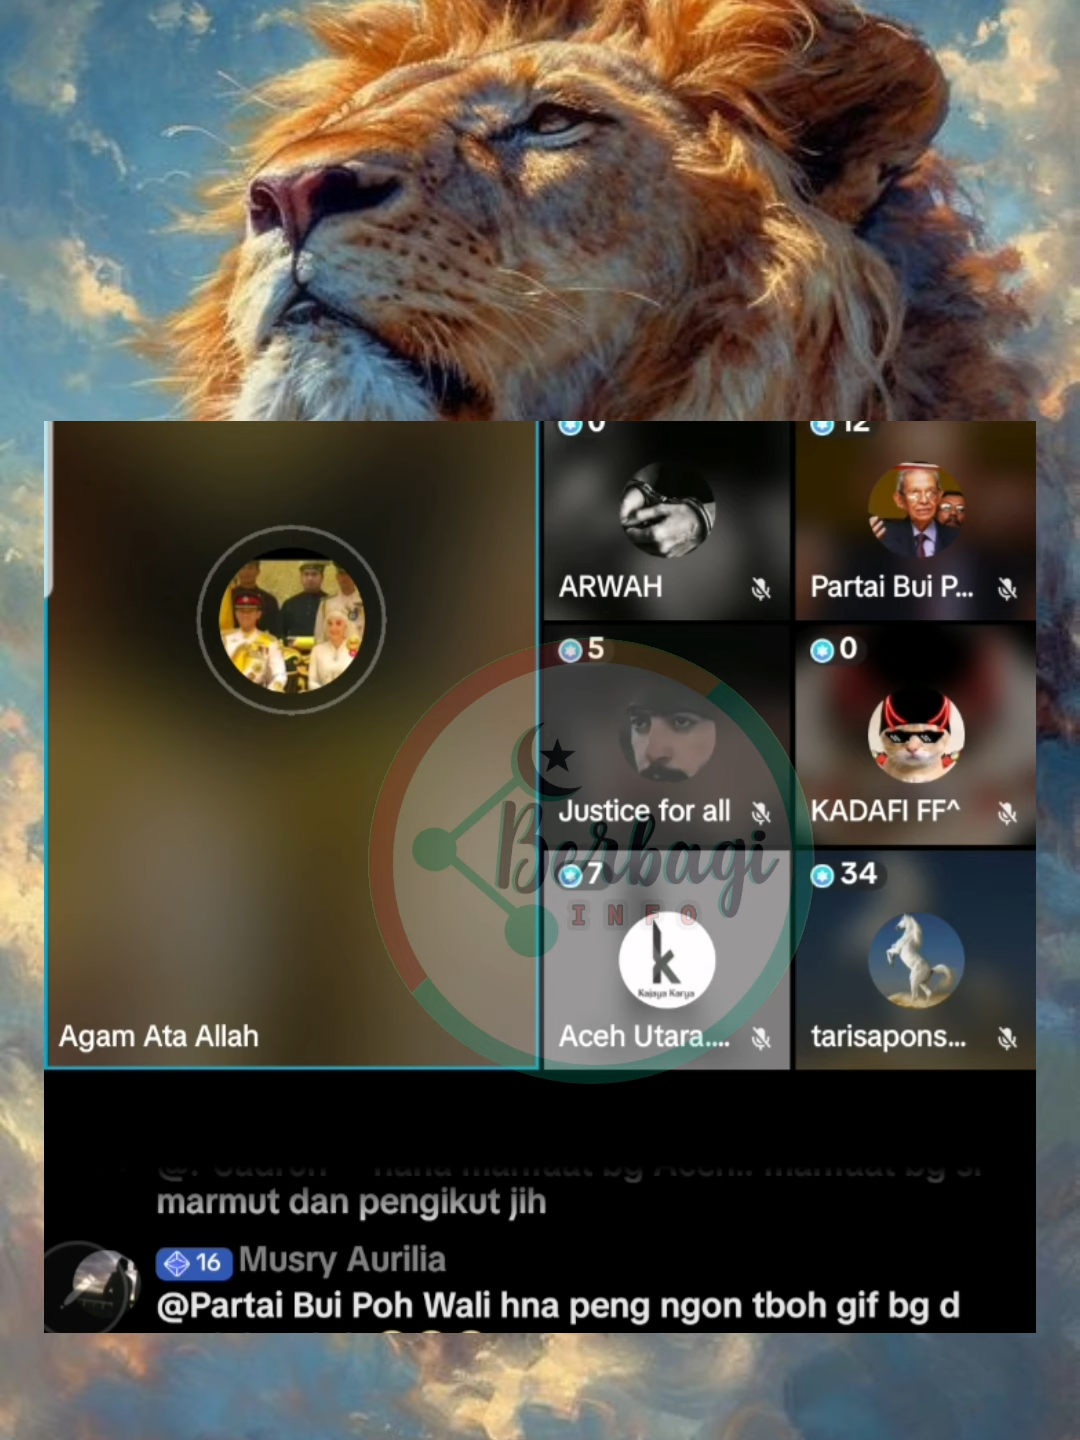 0
12
ARWAH
Partai Bui P...
5
0
Justice for all
KADAFI FF^
Berbagi
INFO
7
34
k
Kajaya Karya
Agam Ata Allah
Aceh Utara....
tarisapons...
marmut dan pengikut jih
16 Musry Aurilia
@Partai Bui Poh Wali hna peng ngon tboh gif bg d